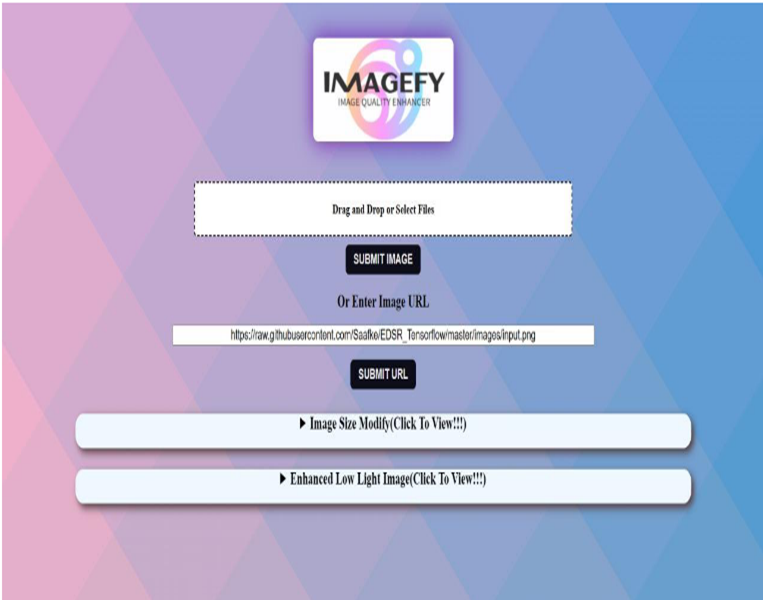 IMAGEFY
IMAGE QUALITY ENHANCER
Drag and Drop or Select Files
SUBMIT IMAGE
Or Enter Image URL
https://raw.githubusercontent.com/Saafke/EDSR_Tensorflow/master/images/input.png
SUBMIT URL
Image Size Modify(Click To View!!!)
Enhanced Low Light Image(Click To View!!!)